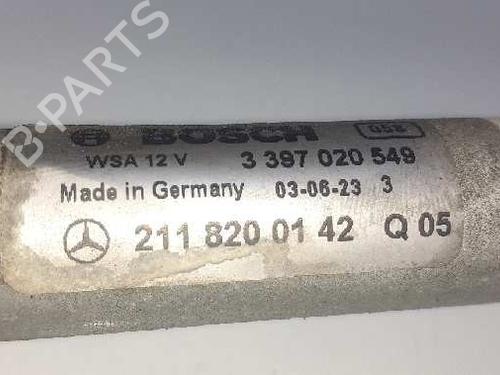 B-PARTS
BOSCH 058
WSA 12 V 3 397 020 549
Made in Germany 03-06-23 3
211 820 01 42 Q 05